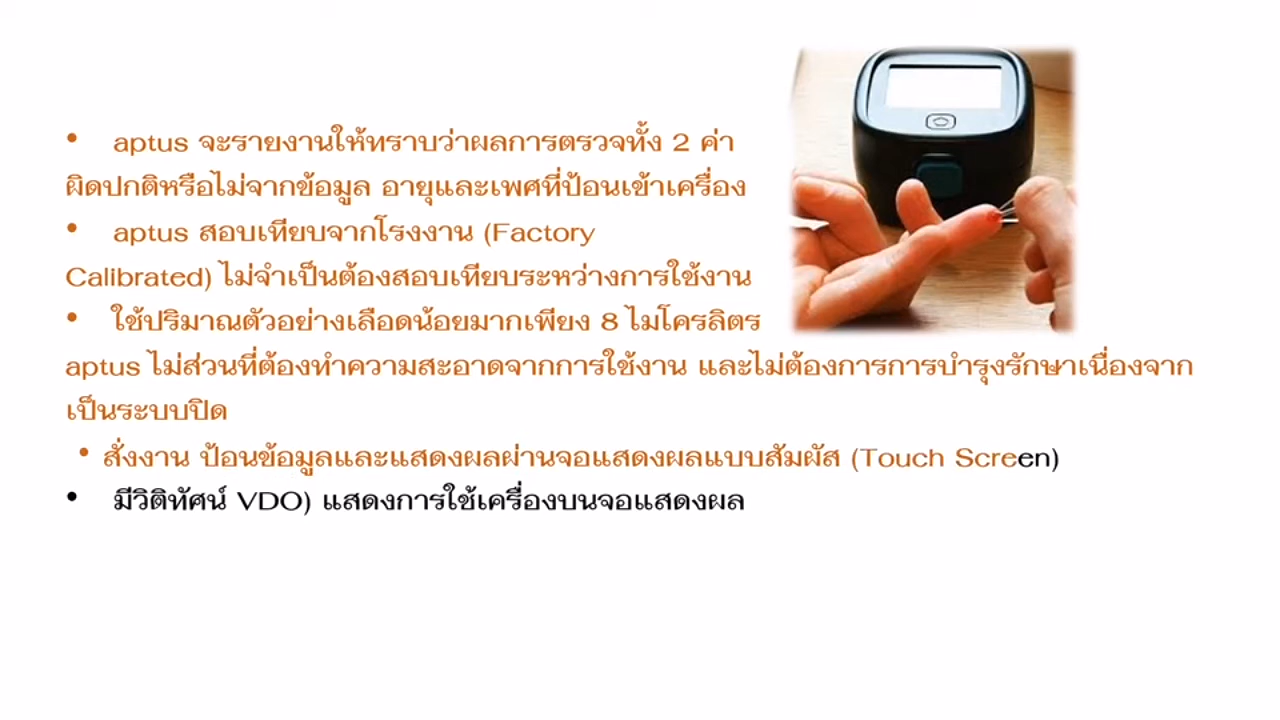 • aptus จะรายงานให้ทราบว่าผลการตรวจทั้ง 2 ค่า
ผิดปกติหรือไม่จากข้อมูล อายุและเพศที่ป้อนเข้าเครื่อง
• aptus สอบเทียบจากโรงงาน (Factory
Calibrated) ไม่จำเป็นต้องสอบเทียบระหว่างการใช้งาน
• ใช้ปริมาณตัวอย่างเลือดน้อยมากเพียง 8 ไมโครลิตร
aptus ไม่ส่วนที่ต้องทำความสะอาดจากการใช้งาน และไม่ต้องการการบำรุงรักษาเนื่องจาก
เป็นระบบปิด
• สั่งงาน ป้อนข้อมูลและแสดงผลผ่านจอแสดงผลแบบสัมผัส (Touch Screen)
• มีวิติทัศน์ VDO) แสดงการใช้เครื่องบนจอแสดงผล